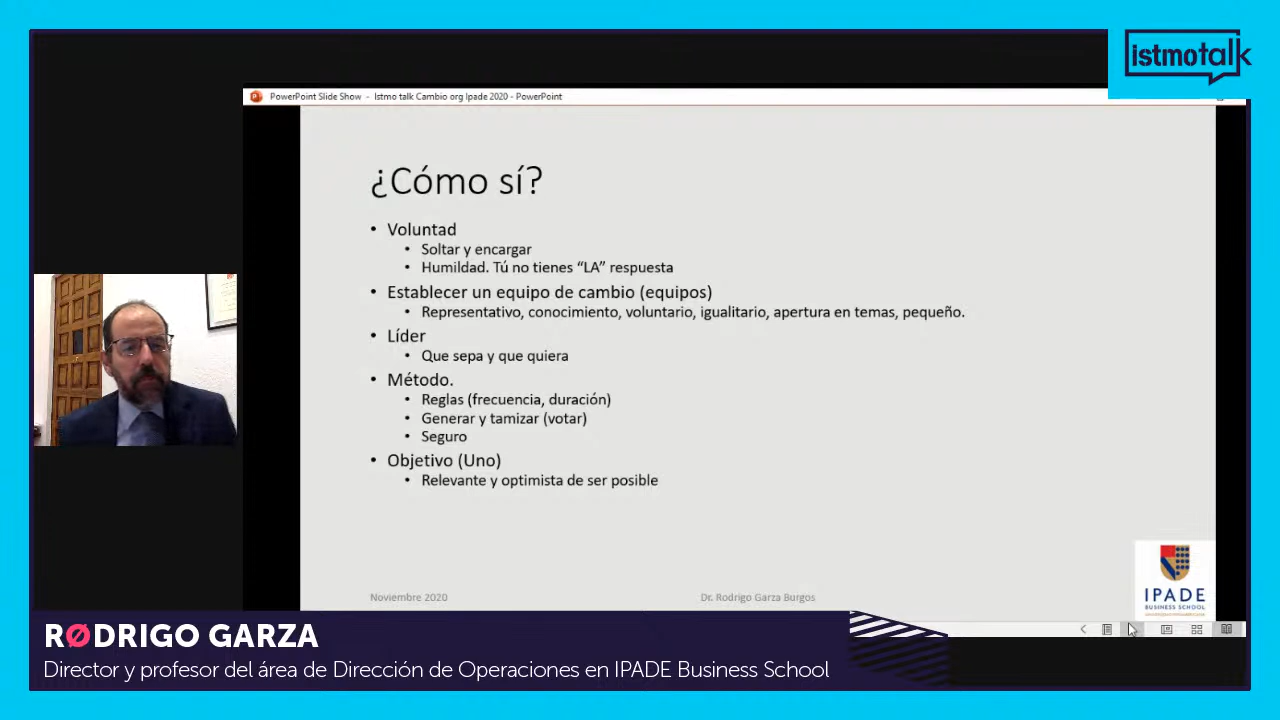 istmotalk
PowerPoint Slide Show - Istmo talk Cambio org Ipade 2020 - PowerPoint
¿Cómo sí?
• Voluntad
• Soltar y encargar
• Humildad. Tú no tienes “LA” respuesta
• Establecer un equipo de cambio (equipos)
• Representativo, conocimiento, voluntario, igualitario, apertura en temas, pequeño.
• Líder
• Que sepa y que quiera
• Método.
• Reglas (frecuencia, duración)
• Generar y tamizar (votar)
• Seguro
• Objetivo (Uno)
• Relevante y optimista de ser posible
Noviembre 2020
Dr. Rodrigo Garza Burgos
IPADE
BUSINESS SCHOOL
RØDRIGO GARZA
Director y profesor del área de Dirección de Operaciones en IPADE Business School